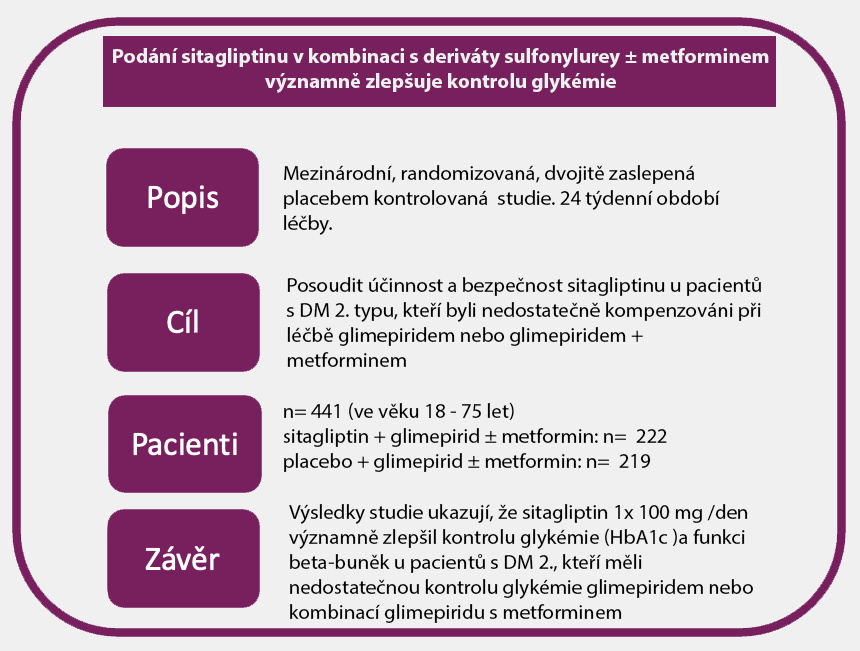 Podání sitagliptinu v kombinaci s deriváty sulfonylurey ± metforminem
významně zlepšuje kontrolu glykémie
Popis
Mezinárodní, randomizovaná, dvojitě zaslepená
placebem kontrolovaná studie. 24 týdenní období
léčby.
Cíl
Posoudit účinnost a bezpečnost sitagliptinu u pacientů
s DM 2. typu, kteří byli nedostatečně kompenzováni při
léčbě glimepiridem nebo glimepiridem +
metforminem
Pacienti
n= 441 (ve věku 18 - 75 let)
sitagliptin + glimepirid ± metformin: n= 222
placebo + glimepirid ± metformin: n= 219
Závěr
Výsledky studie ukazují, že sitagliptin 1x 100 mg /den
významně zlepšil kontrolu glykémie (HbA1c )a funkci
beta-buněk u pacientů s DM 2., kteří měli
nedostatečnou kontrolu glykémie glimepiridem nebo
kombinací glimepiridu s metforminem